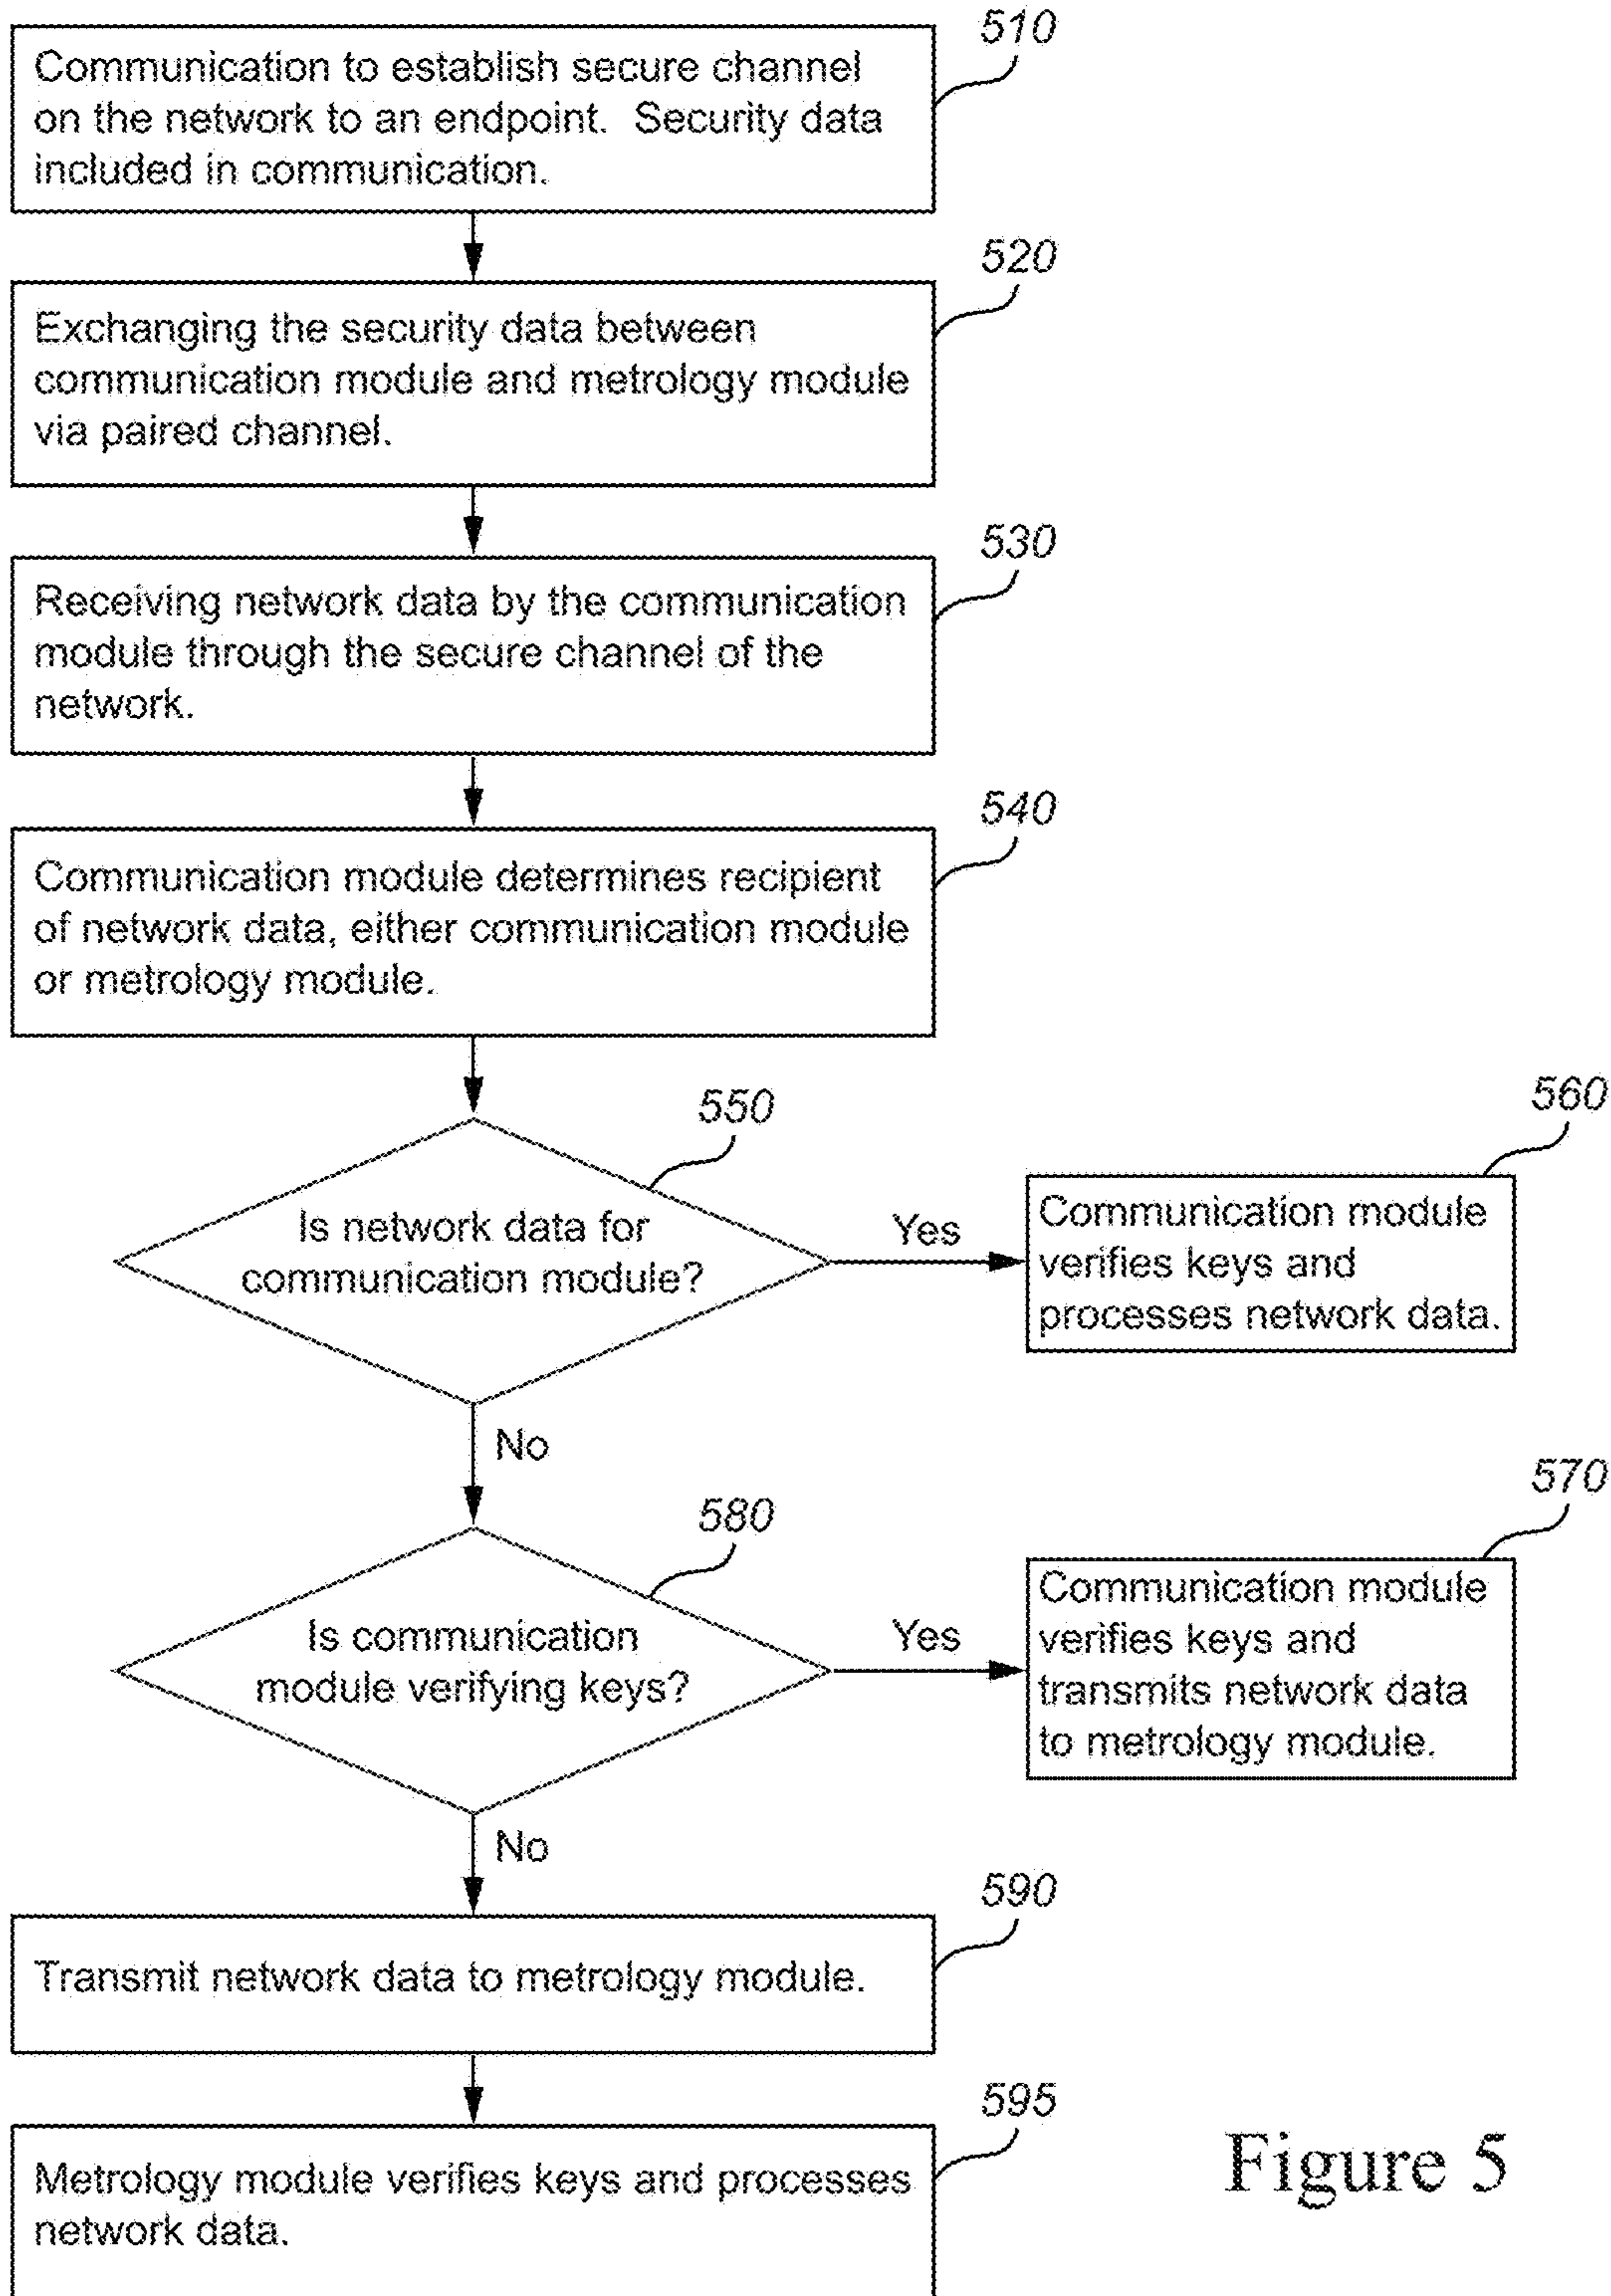 510
Communication to establish secure channel
on the network to an endpoint. Security data
included in communication.
520
Exchanging the security data between
communication module and metrology module
via paired channel.
530
Receiving network data by the communication
module through the secure channel of the
network.
540
Communication module determines recipient
of network data, either communication module
or metrology module.
550
Is network data for
communication module?
Yes
560
Communication module
verifies keys and
processes network data.
No
580
Is communication
module verifying keys?
Yes
570
Communication module
verifies keys and
transmits network data
to metrology module.
No
590
Transmit network data to metrology module.
595
Metrology module verifies keys and processes
network data.
Figure 5